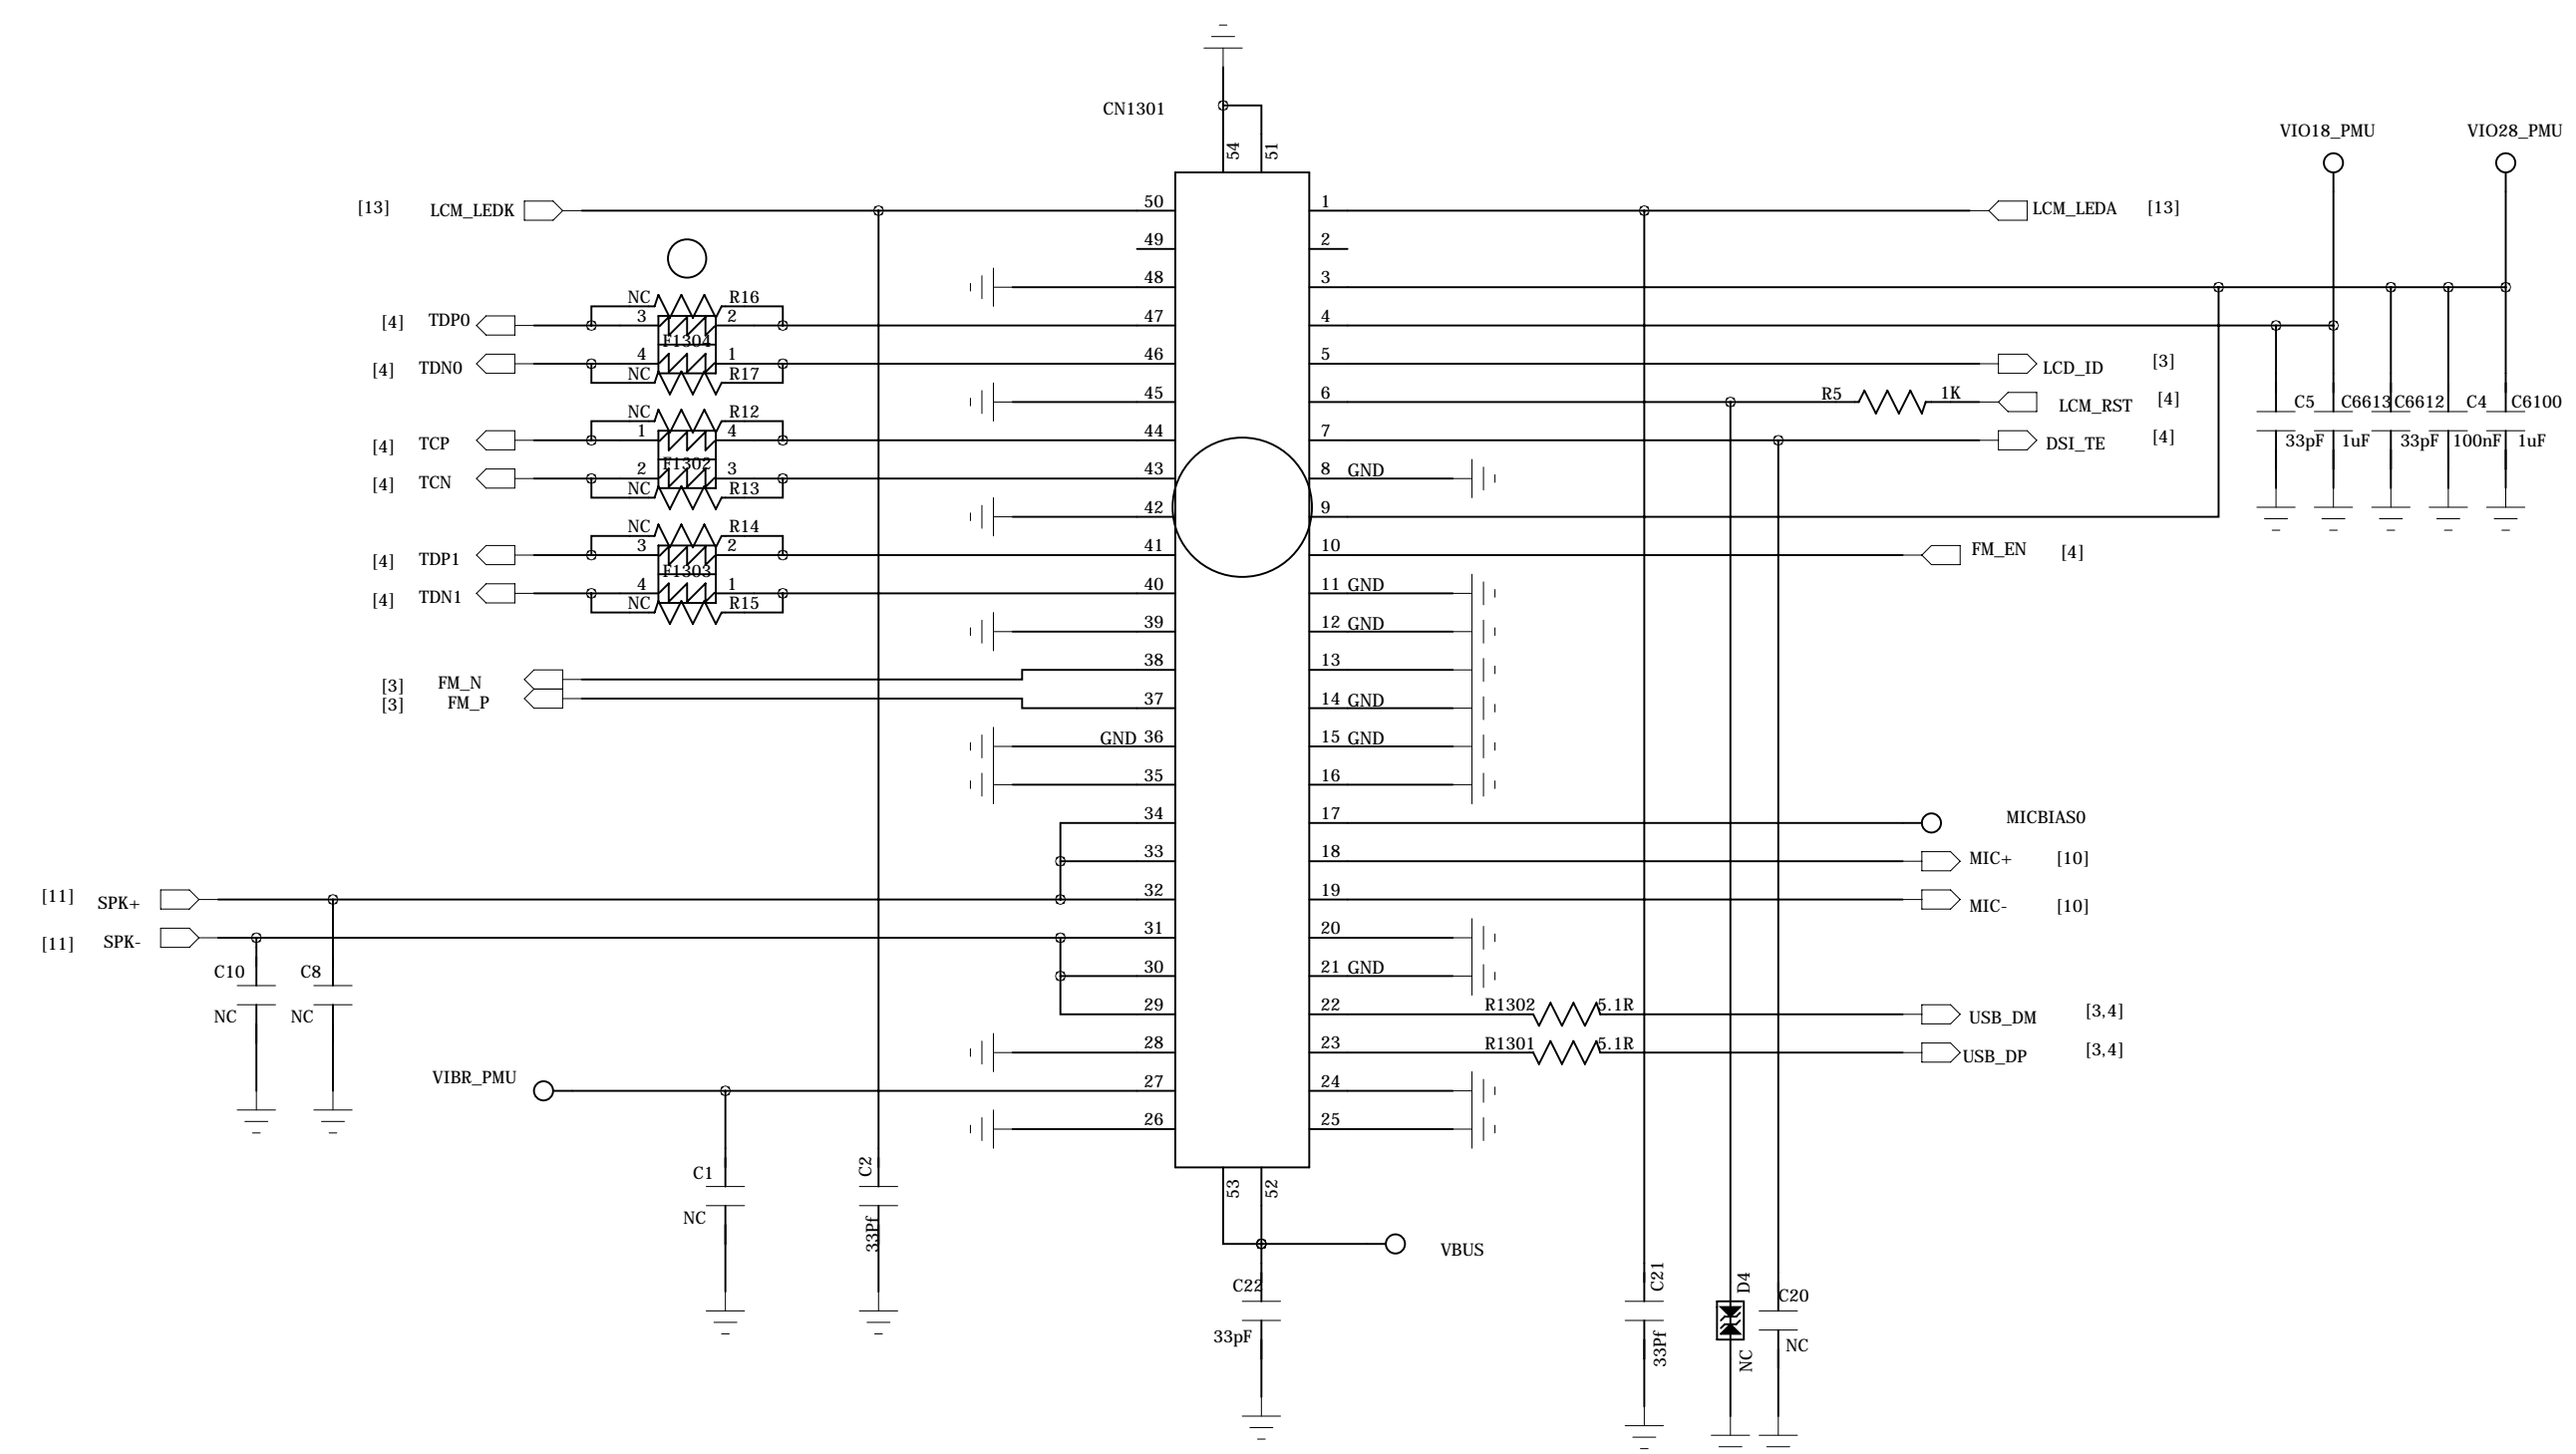 CN1301
54
51
VIO18_PMU
VIO28_PMU
[13] LCM_LEDK
50
1
LCM_LEDA [13]
49
2
48
3
NC R16
[4] TDP0
3 2
47
4
F1304
[4] TDN0
4 1
46
5
LCD_ID [3]
NC R17
45
6
R5 1K
LCM_RST [4]
C5 C6613 C6612 C4 C6100
33pF 1uF 33pF 100nF 1uF
NC R12
[4] TCP
1 4
44
7
DSI_TE [4]
F1302
[4] TCN
2 3
43
8 GND
NC R13
42
9
NC R14
[4] TDP1
3 2
41
10
FM_EN [4]
F1303
[4] TDN1
4 1
40
11 GND
NC R15
39
12 GND
38
13
[3] FM_N
[3] FM_P
37
14 GND
GND 36
15 GND
35
16
34
17
MICBIAS0
33
18
MIC+ [10]
[11] SPK+
32
19
MIC- [10]
[11] SPK-
31
20
C10 C8
NC NC
30
21 GND
29
22
R1302 5.1R
USB_DM [3,4]
28
23
R1301 5.1R
USB_DP [3,4]
VIBR_PMU
27
24
26
25
C1
NC
C2
33Pf
53
52
VBUS
C22
33pF
C21
33Pf
D4
NC
C20
NC